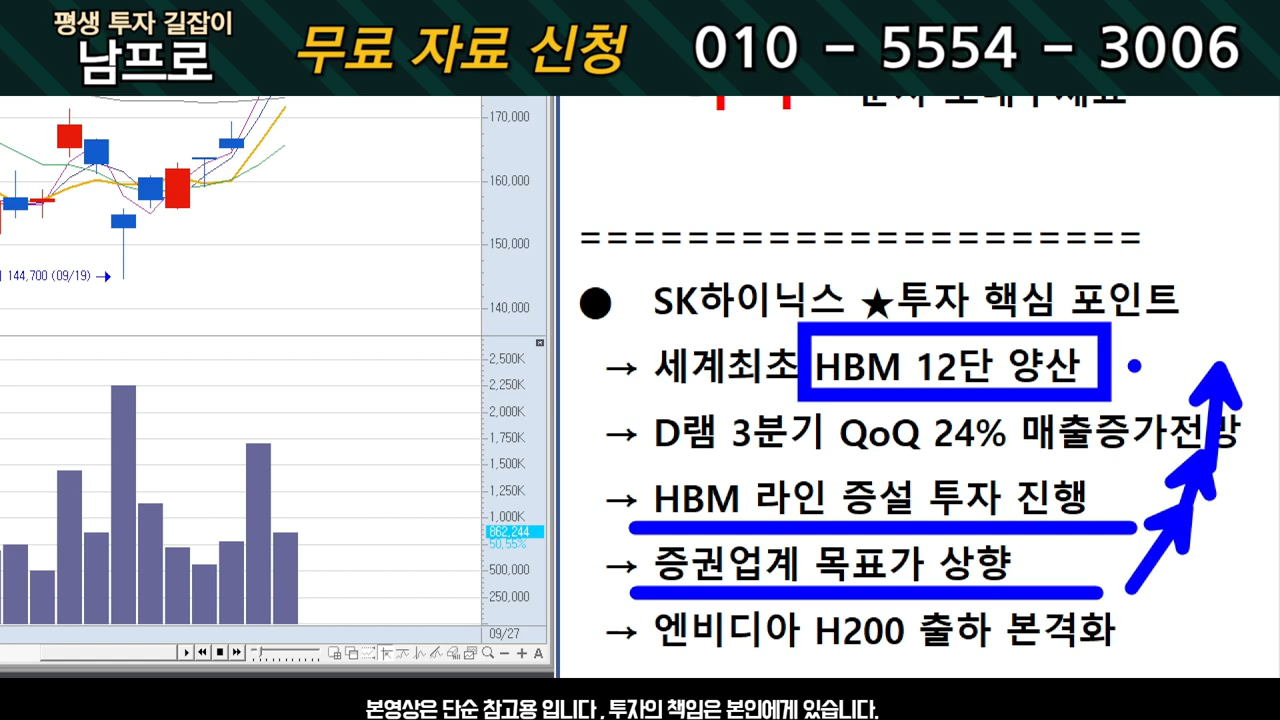 평생 투자 길잡이
남프로
무료 자료 신청
010 - 5554 - 3006
170,000
160,000
150,000
144,700 (09/19) →
140,000
2,500K
2,250K
2,000K
1,750K
1,500K
1,250K
1,000K
862,244
50,55%
500,000
250,000
09/27
A
=====================
● SK하이닉스 ★투자 핵심 포인트
→ 세계최초 HBM 12단 양산
→ D램 3분기 QoQ 24% 매출증가전망
→ HBM 라인 증설 투자 진행
→ 증권업계 목표가 상향
→ 엔비디아 H200 출하 본격화
본영상은 단순 참고용 입니다 , 투자의 책임은 본인에게 있습니다.